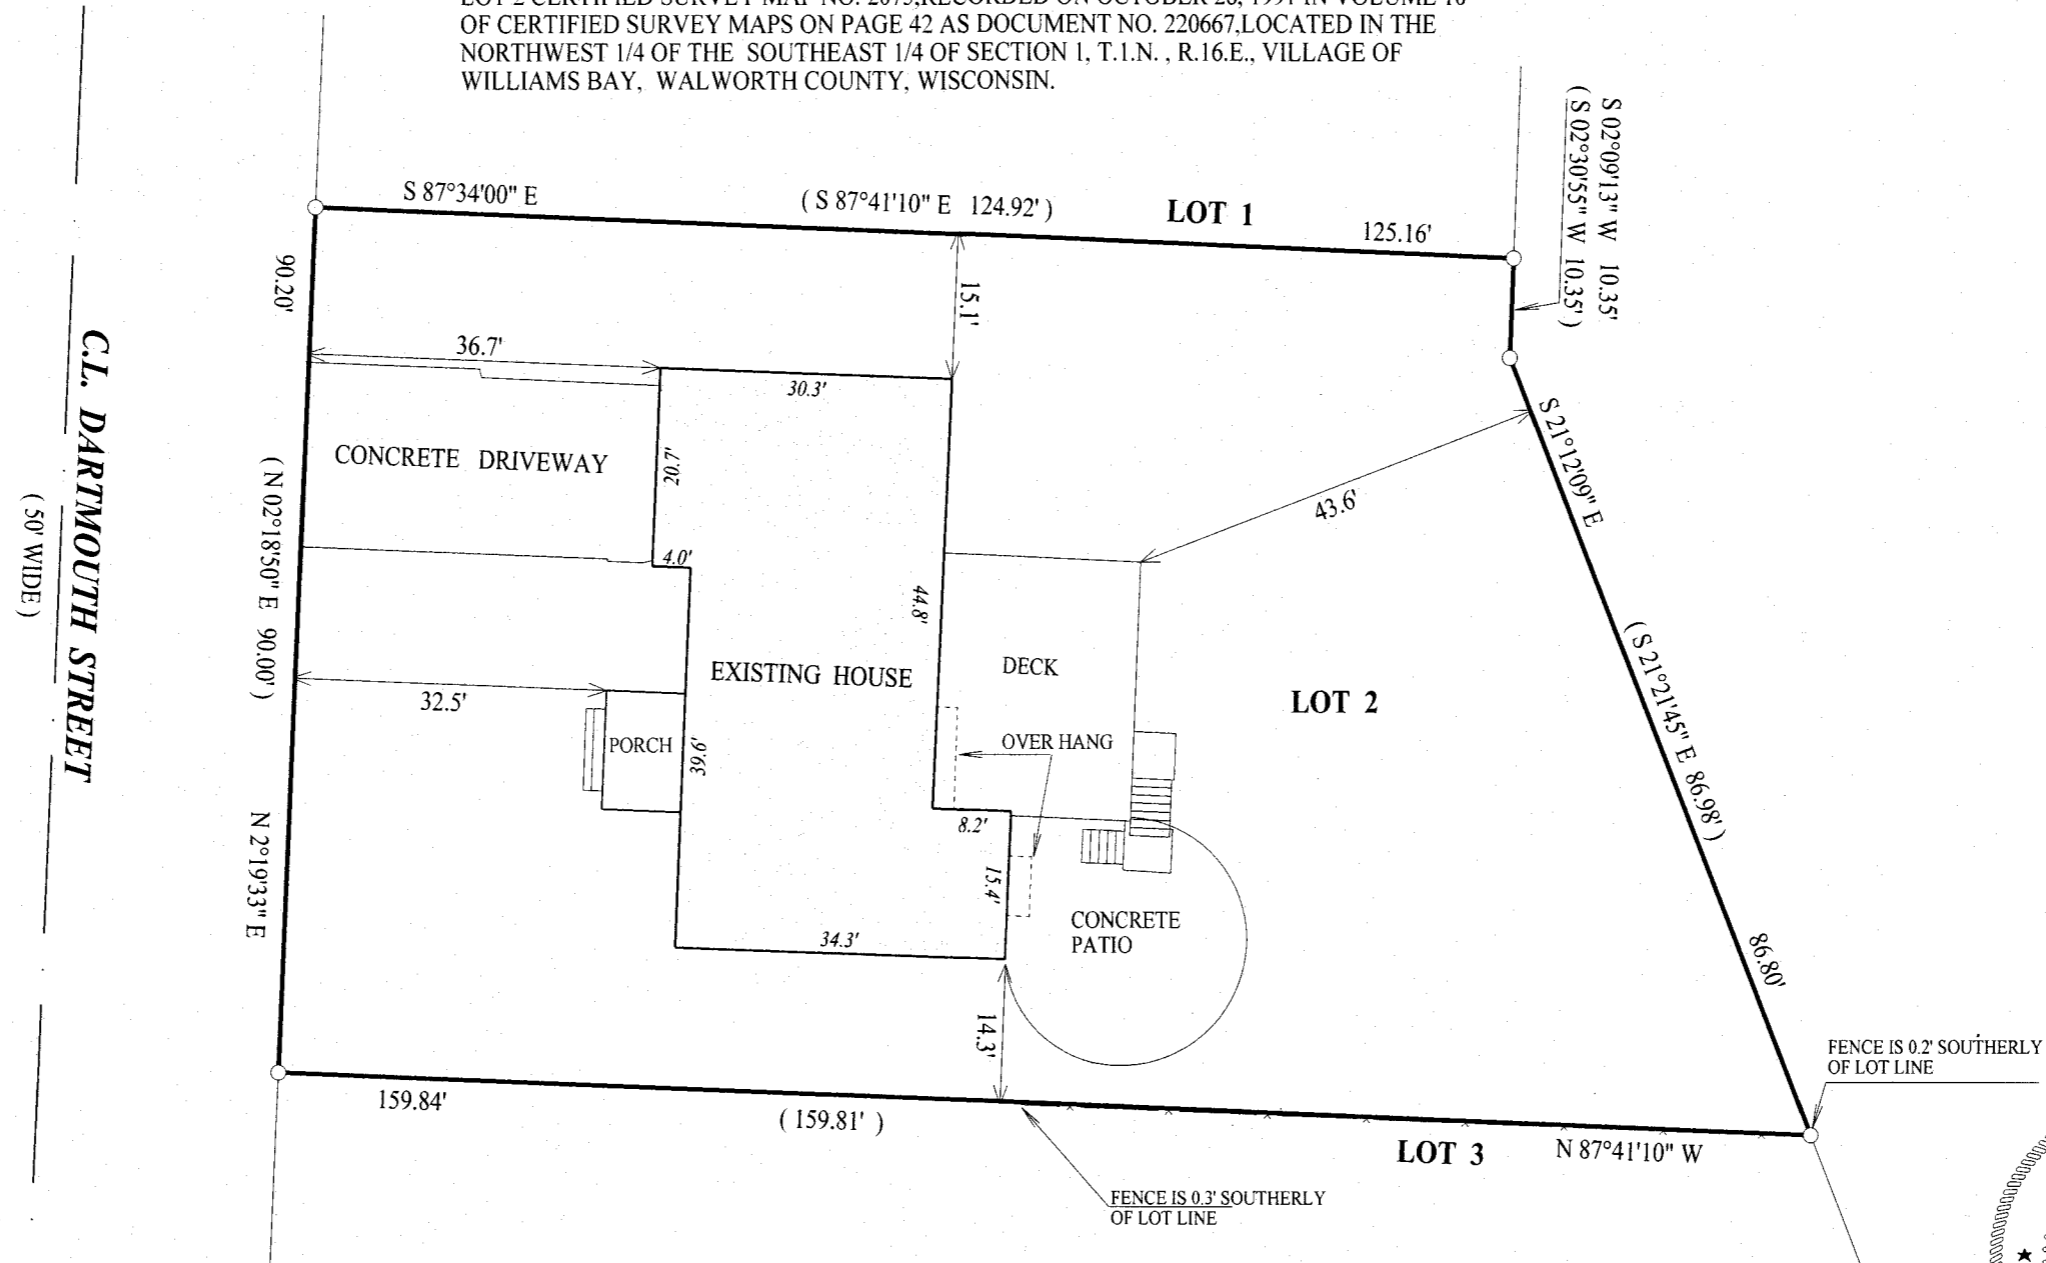 OF CERTIFIED SURVEY MAPS ON PAGE 42 AS DOCUMENT NO. 220667,LOCATED IN THE
NORTHWEST 1/4 OF THE SOUTHEAST 1/4 OF SECTION 1, T.1.N. , R.16.E., VILLAGE OF
WILLIAMS BAY, WALWORTH COUNTY, WISCONSIN.
S 02°09'13" W 10.35'
( S 02°30'55" W 10.35' )
S 87°34'00" E
( S 87°41'10" E 124.92' )
LOT 1
125.16'
90.20'
15.1'
36.7'
30.3'
C.L. DARTMOUTH STREET
( 50' WIDE )
CONCRETE DRIVEWAY
20.7'
S 21°12'09" E
43.6'
( N 02°18'50" E 90.00' )
4.0'
44.8'
EXISTING HOUSE
DECK
LOT 2
( S 21°21'45" E 86.98' )
32.5'
PORCH
39.6'
OVER HANG
8.2'
N 2°19'33" E
15.4'
CONCRETE
PATIO
34.3'
86.80'
14.3'
FENCE IS 0.2' SOUTHERLY
OF LOT LINE
159.84'
( 159.81' )
LOT 3
N 87°41'10" W
FENCE IS 0.3' SOUTHERLY
OF LOT LINE